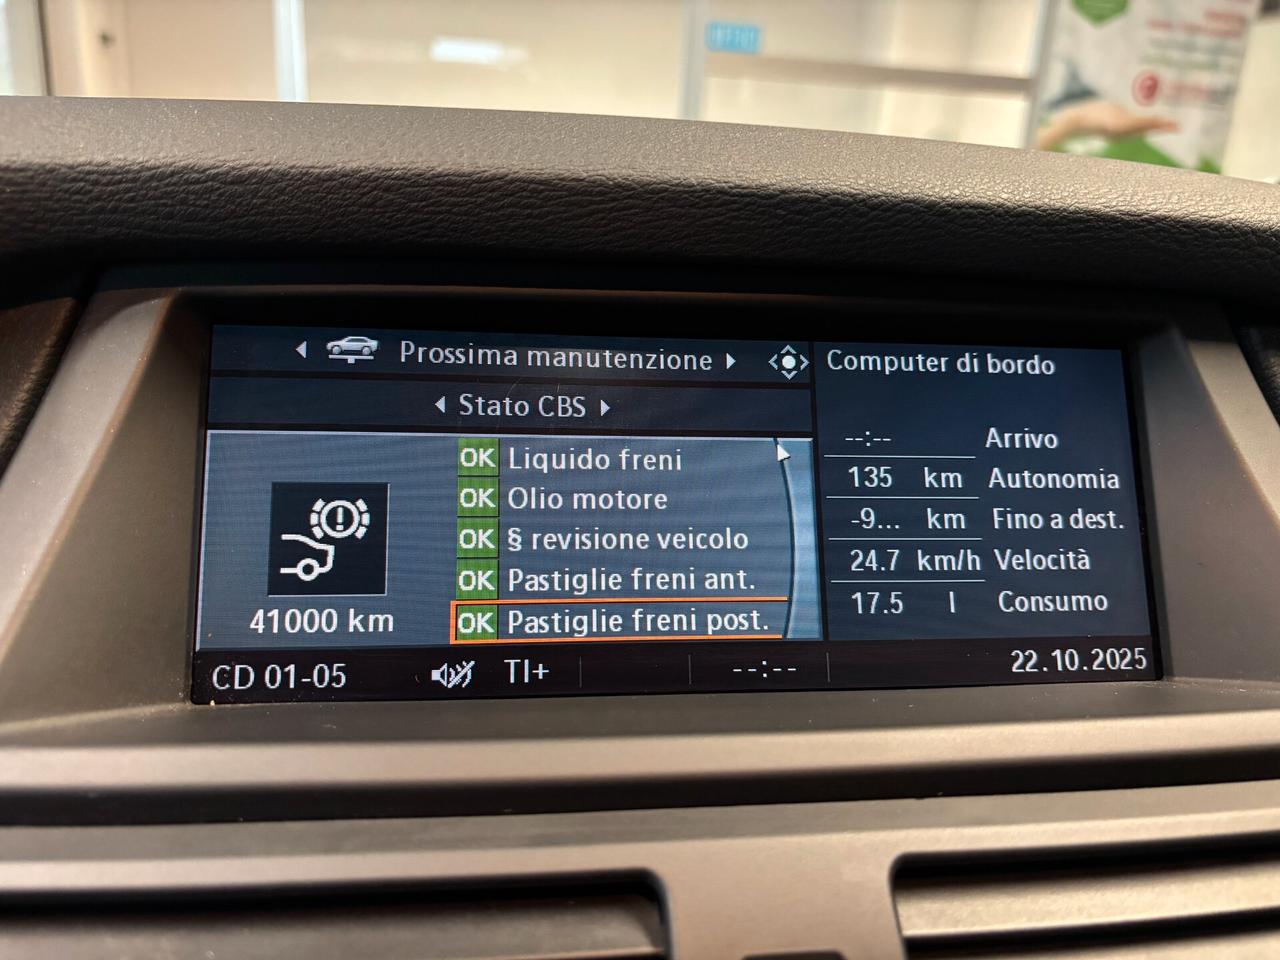 Prossima manutenzione
Stato CBS
OK Liquido freni
OK Olio motore
OK § revisione veicolo
OK Pastiglie freni ant.
OK Pastiglie freni post.
41000 km
Computer di bordo
--:-- Arrivo
135 km Autonomia
-9... km Fino a dest.
24.7 km/h Velocità
17.5 l Consumo
CD 01-05 TI+ --:-- 22.10.2025